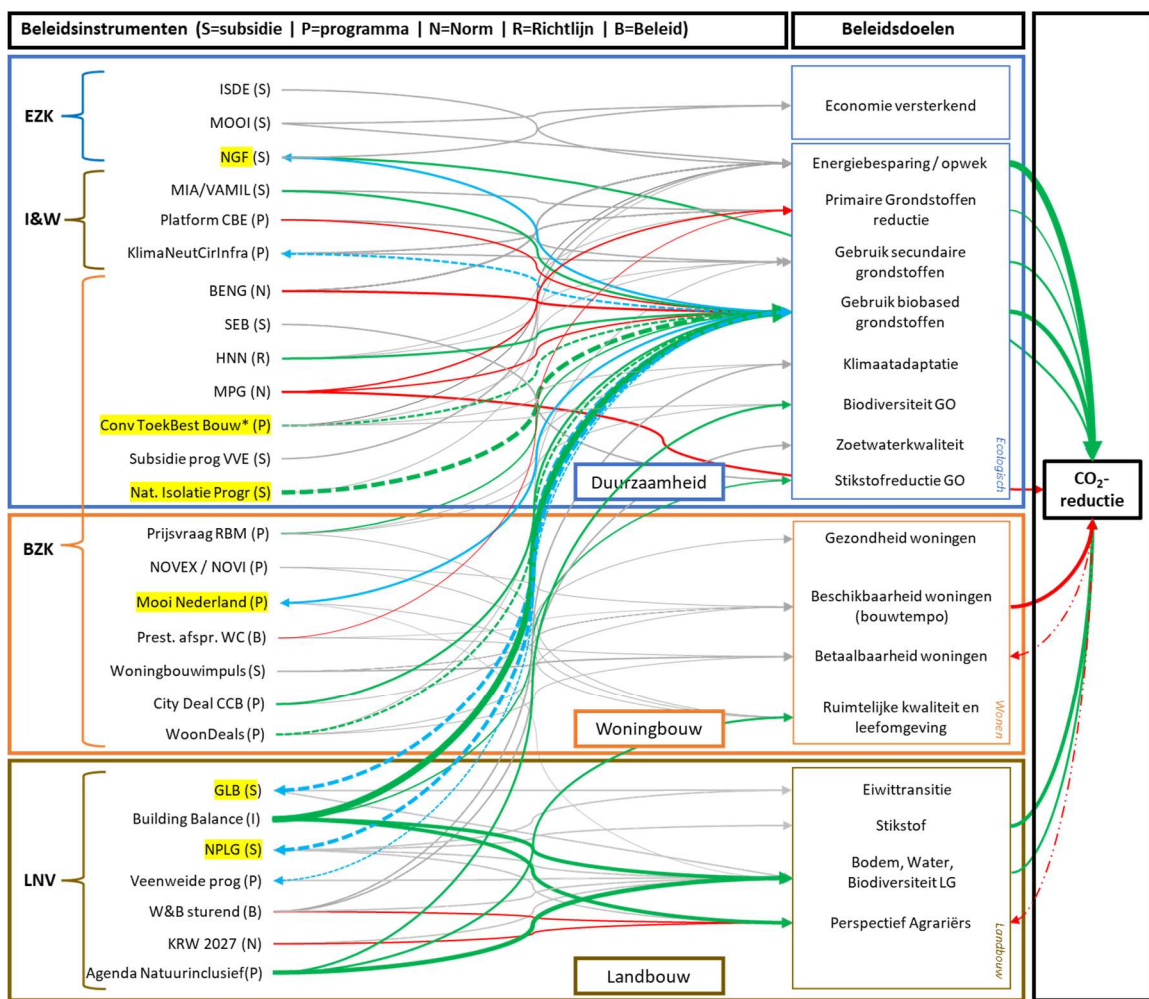 Beleidsinstrumenten (S=subsidie | P=programma | N=Norm | R=Richtlijn | B=Beleid)
Beleidsdoelen
EZK
ISDE (S)
MOOI (S)
NGF (S)
I&W
MIA/VAMIL (S)
Platform CBE (P)
KlimaNeutCirInfra (P)
BENG (N)
SEB (S)
HNN (R)
MPG (N)
Conv ToekBest Bouw* (P)
Subsidie prog VVE (S)
Nat. Isolatie Progr (S)
BZK
Prijsvraag RBM (P)
NOVEX / NOVI (P)
Mooi Nederland (P)
Prest. afspr. WC (B)
Woningbouwimpuls (S)
City Deal CCB (P)
WoonDeals (P)
LNV
GLB (S)
Building Balance (I)
NPLG (S)
Veenweide prog (P)
W&B sturend (B)
KRW 2027 (N)
Agenda Natuurinclusief(P)
Economie versterkend
Energiebesparing / opwek
Primaire Grondstoffen
reductie
Gebruik secundaire
grondstoffen
Gebruik biobased
grondstoffen
Klimaatadaptatie
Biodiversiteit GO
Zoetwaterkwaliteit
Stikstofreductie GO
Ecologisch
Duurzaamheid
Gezondheid woningen
Beschikbaarheid woningen
(bouwtempo)
Betaalbaarheid woningen
Ruimtelijke kwaliteit en
leefomgeving
Wonen
Woningbouw
Eiwittransitie
Stikstof
Bodem, Water,
Biodiversiteit LG
Perspectief Agrariërs
Landbouw
Landbouw
CO₂-
reductie